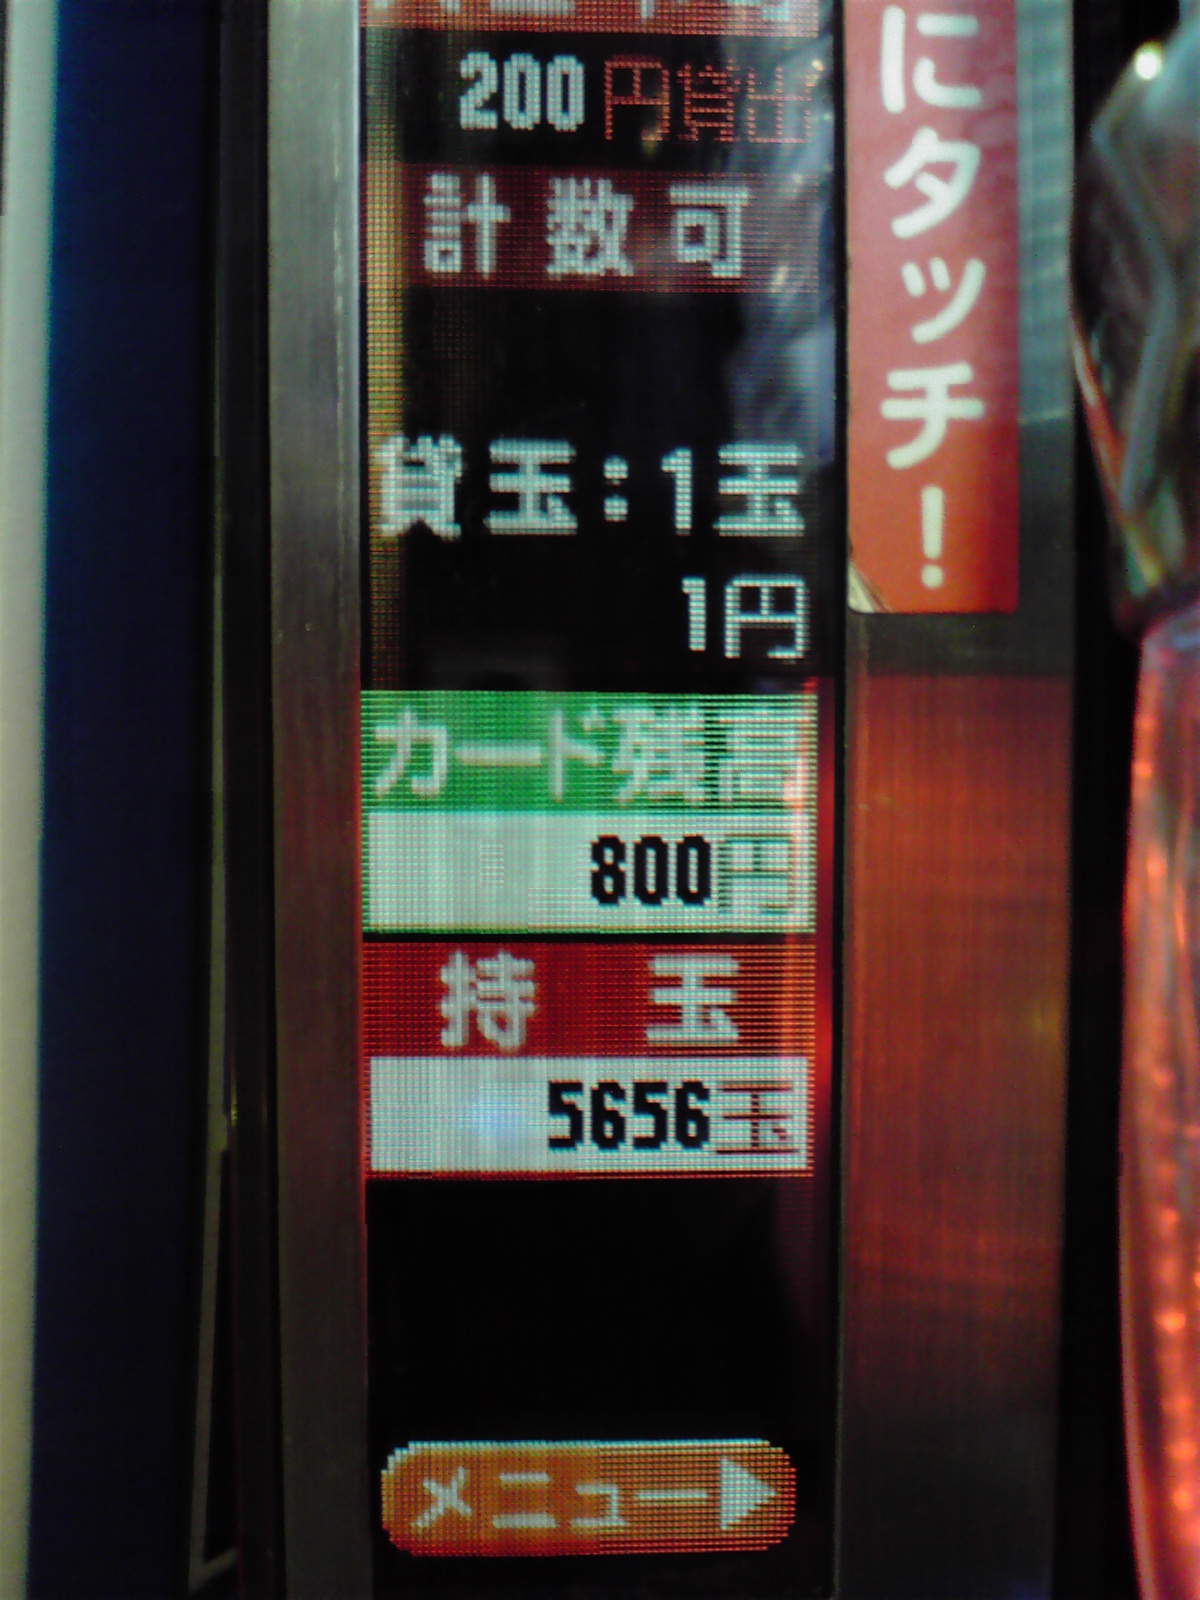 200円貸出
計数可
貸玉:1玉
1円
カード残高
800円
持玉
5656玉
メニュー▶
にタッチ!